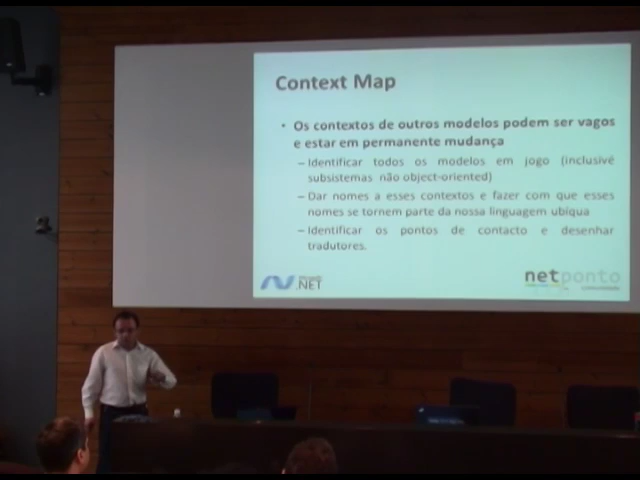 Context Map
• Os contextos de outros modelos podem ser vagos
e estar em permanente mudança
– Identificar todos os modelos em jogo (inclusivé
subsistemas não object-oriented)
– Dar nomes a esses contextos e fazer com que esses
nomes se tornem parte da nossa linguagem ubíqua
– Identificar os pontos de contacto e desenhar
tradutores.
.NET
netponto